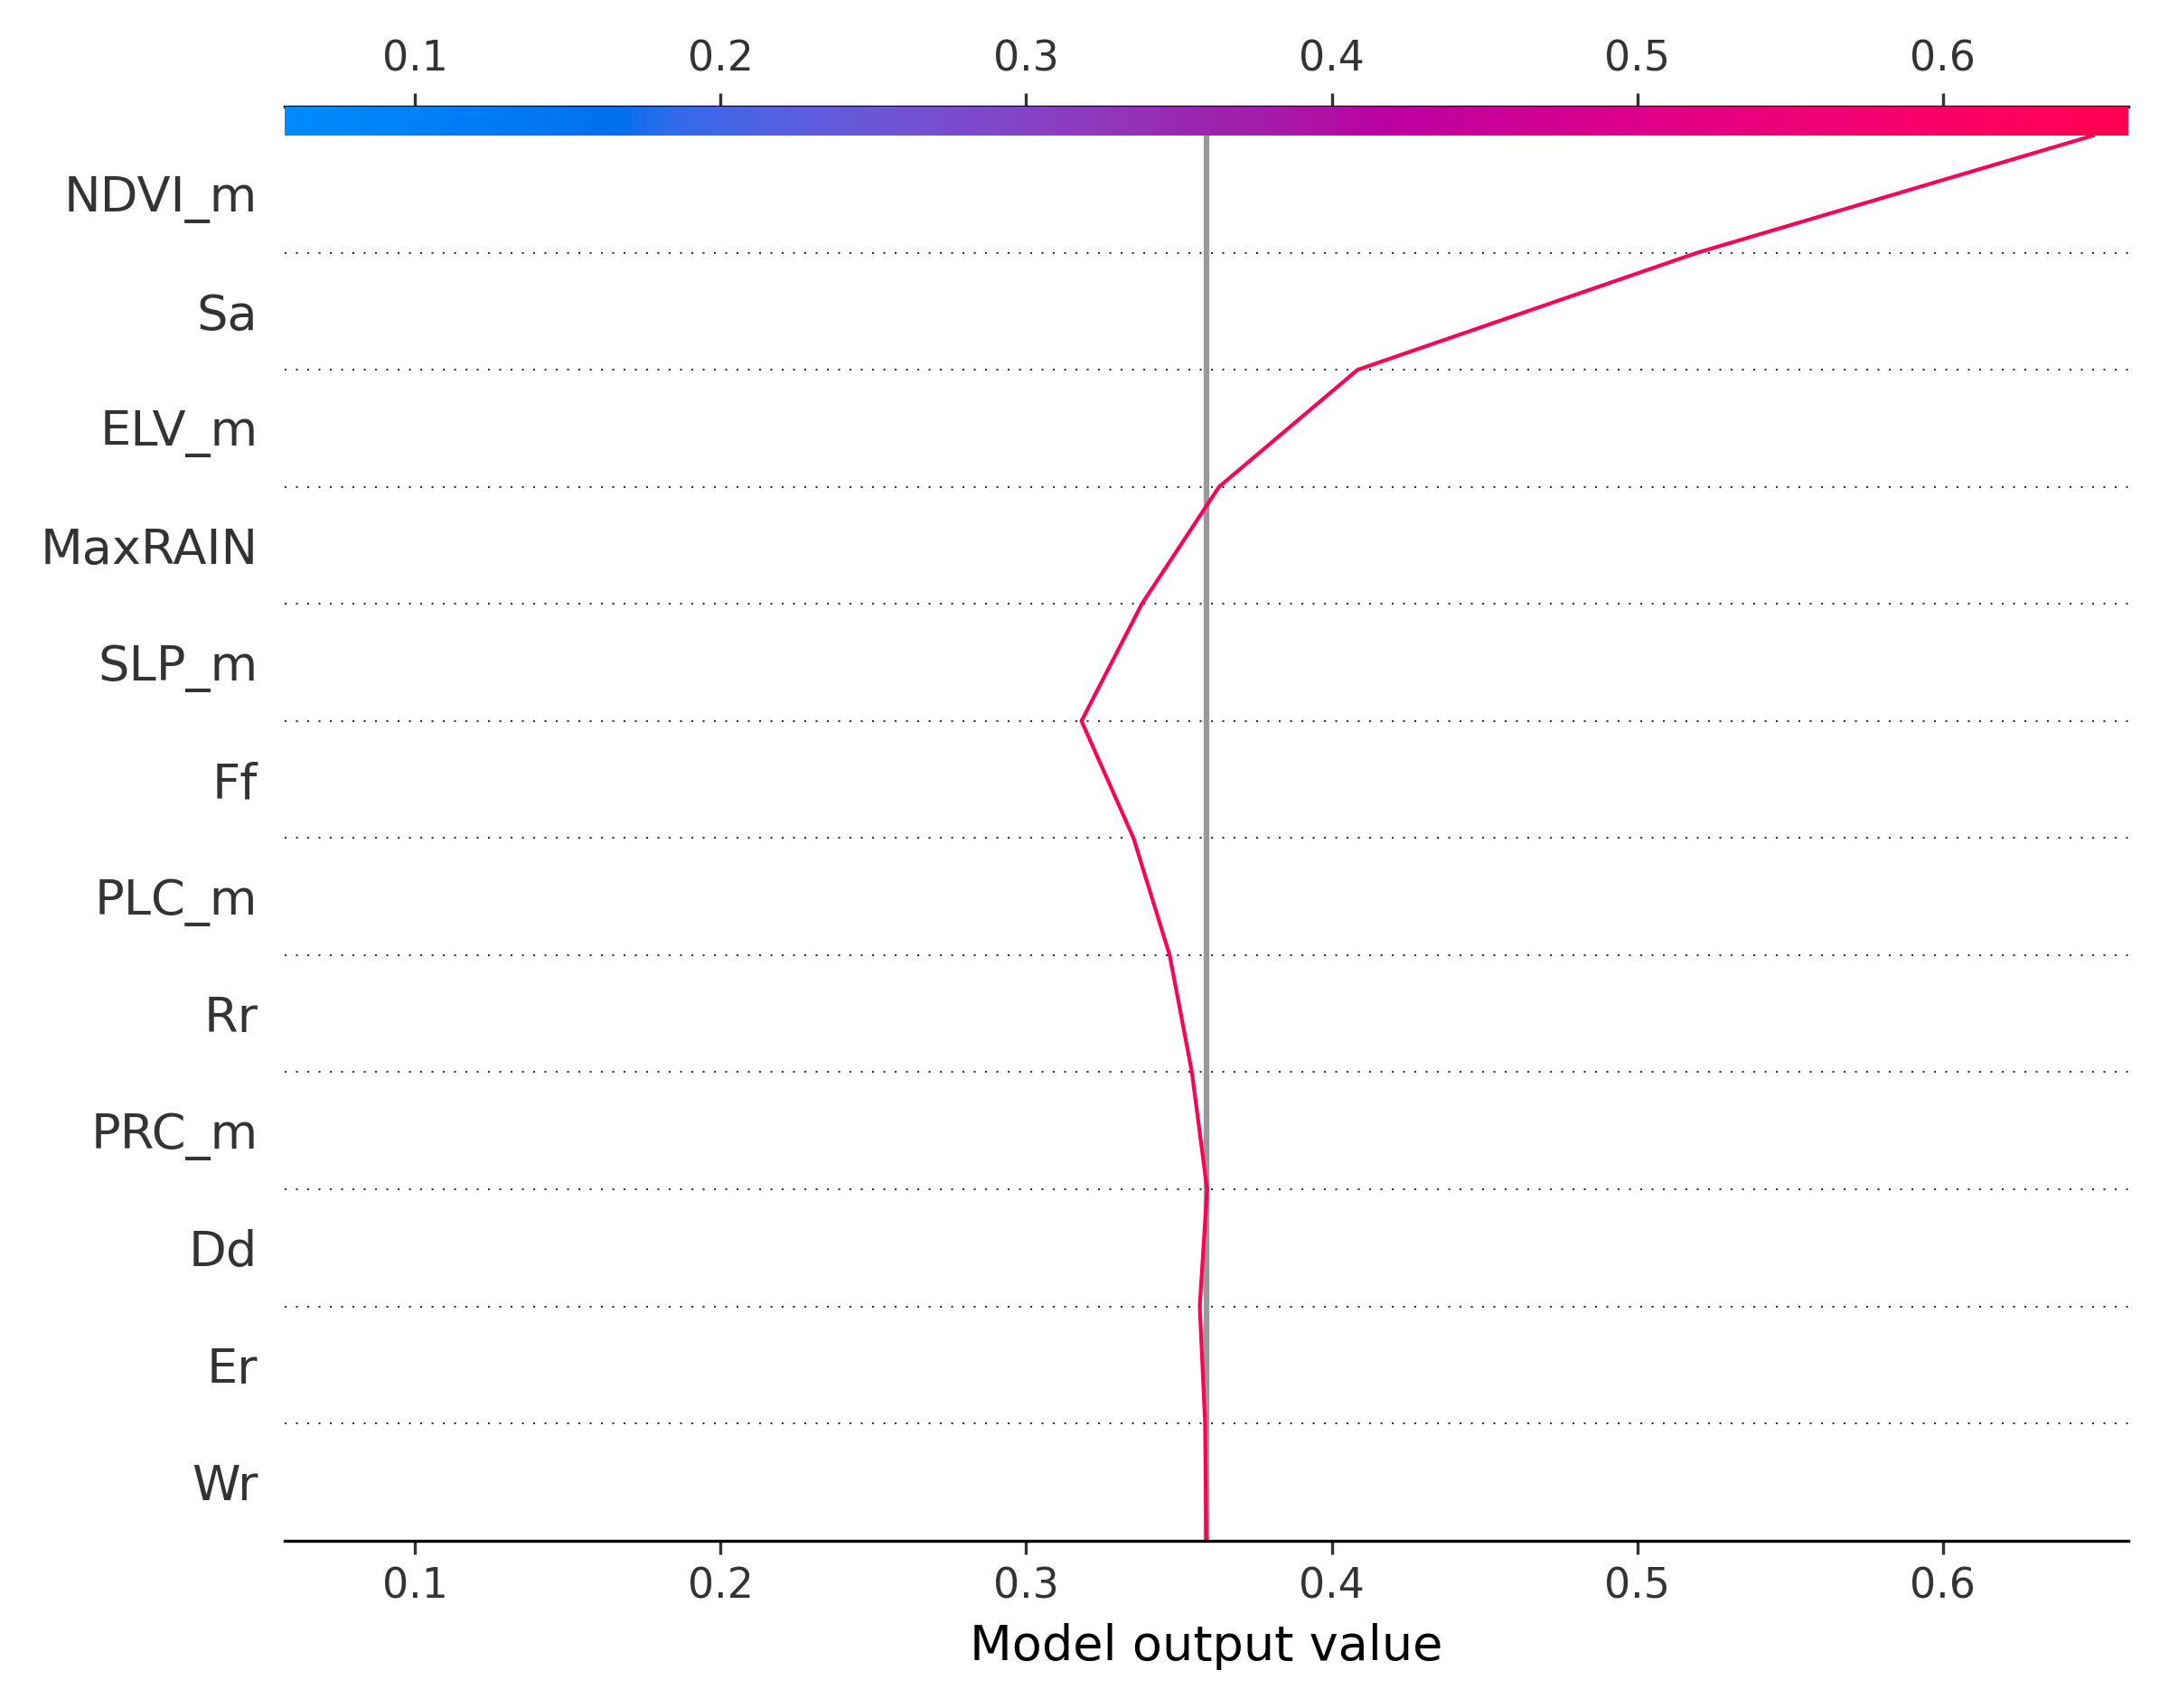 0.1 0.2 0.3 0.4 0.5 0.6
NDVI_m
Sa
ELV_m
MaxRAIN
SLP_m
Ff
PLC_m
Rr
PRC_m
Dd
Er
Wr
0.1 0.2 0.3 0.4 0.5 0.6
Model output value